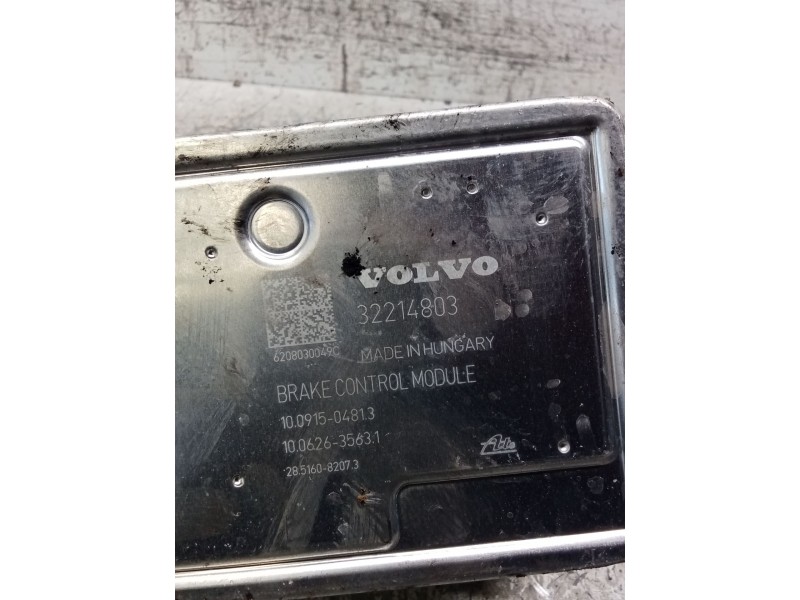 VOLVO
32214803
6208030049C
MADE IN HUNGARY
BRAKE CONTROL MODULE
10.0915-0481.3
10.0626-3563.1
28.5160-8207.3
Ate